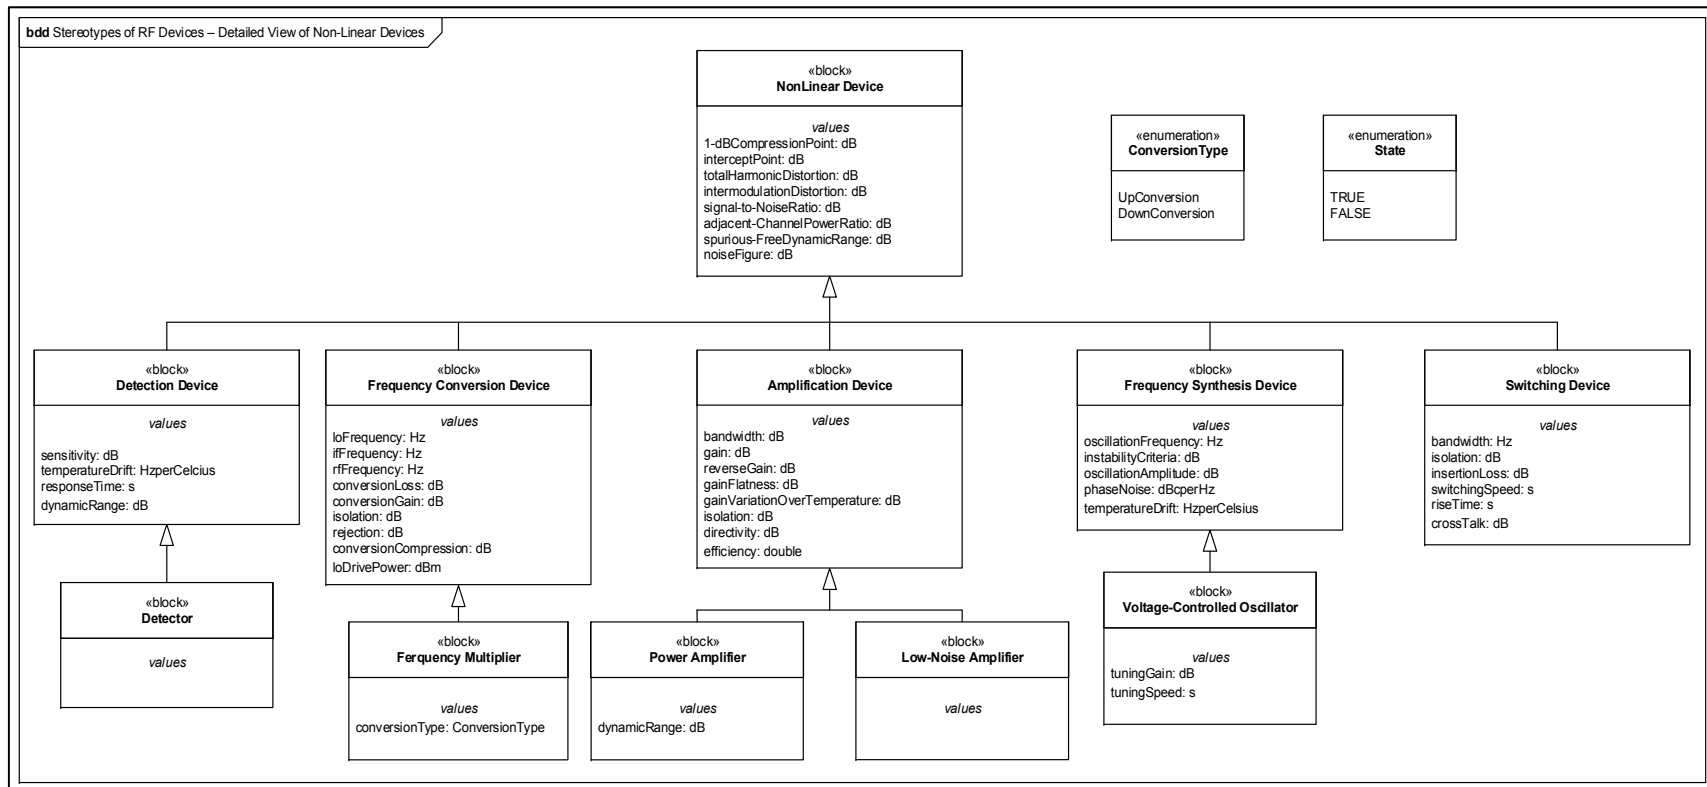 bdd Stereotypes of RF Devices – Detailed View of Non-Linear Devices
«block»
NonLinear Device
values
1-dBCompressionPoint: dB
interceptPoint: dB
totalHarmonicDistortion: dB
intermodulationDistortion: dB
signal-to-NoiseRatio: dB
adjacent-ChannelPowerRatio: dB
spurious-FreeDynamicRange: dB
noiseFigure: dB
«enumeration»
ConversionType
UpConversion
DownConversion
«enumeration»
State
TRUE
FALSE
«block»
Detection Device
values
sensitivity: dB
temperatureDrift: HzperCelcius
responseTime: s
dynamicRange: dB
«block»
Frequency Conversion Device
values
loFrequency: Hz
ifFrequency: Hz
rfFrequency: Hz
conversionLoss: dB
conversionGain: dB
isolation: dB
rejection: dB
conversionCompression: dB
loDrivePower: dBm
«block»
Amplification Device
values
bandwidth: dB
gain: dB
reverseGain: dB
gainFlatness: dB
gainVariationOverTemperature: dB
isolation: dB
directivity: dB
efficiency: double
«block»
Frequency Synthesis Device
values
oscillationFrequency: Hz
instabilityCriteria: dB
oscillationAmplitude: dB
phaseNoise: dBcperHz
temperatureDrift: HzperCelsius
«block»
Switching Device
values
bandwidth: Hz
isolation: dB
insertionLoss: dB
switchingSpeed: s
riseTime: s
crossTalk: dB
«block»
Detector
values
«block»
Ferquency Multiplier
values
conversionType: ConversionType
«block»
Power Amplifier
values
dynamicRange: dB
«block»
Low-Noise Amplifier
values
«block»
Voltage-Controlled Oscillator
values
tuningGain: dB
tuningSpeed: s